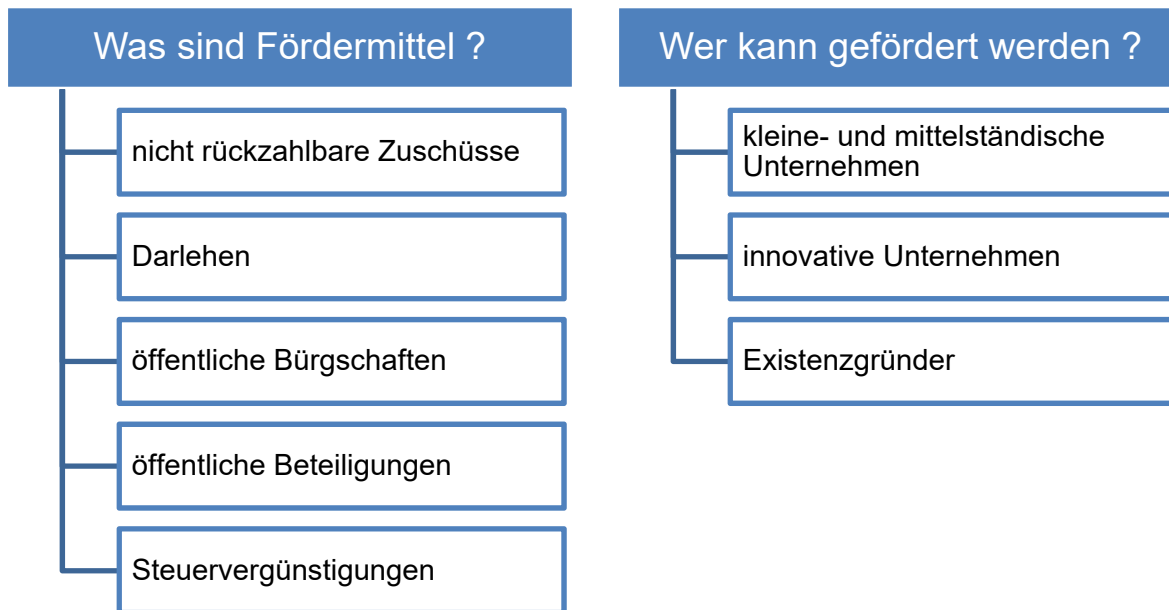 Was sind Fördermittel ?
nicht rückzahlbare Zuschüsse
Darlehen
öffentliche Bürgschaften
öffentliche Beteiligungen
Steuervergünstigungen
Wer kann gefördert werden ?
kleine- und mittelständische
Unternehmen
innovative Unternehmen
Existenzgründer